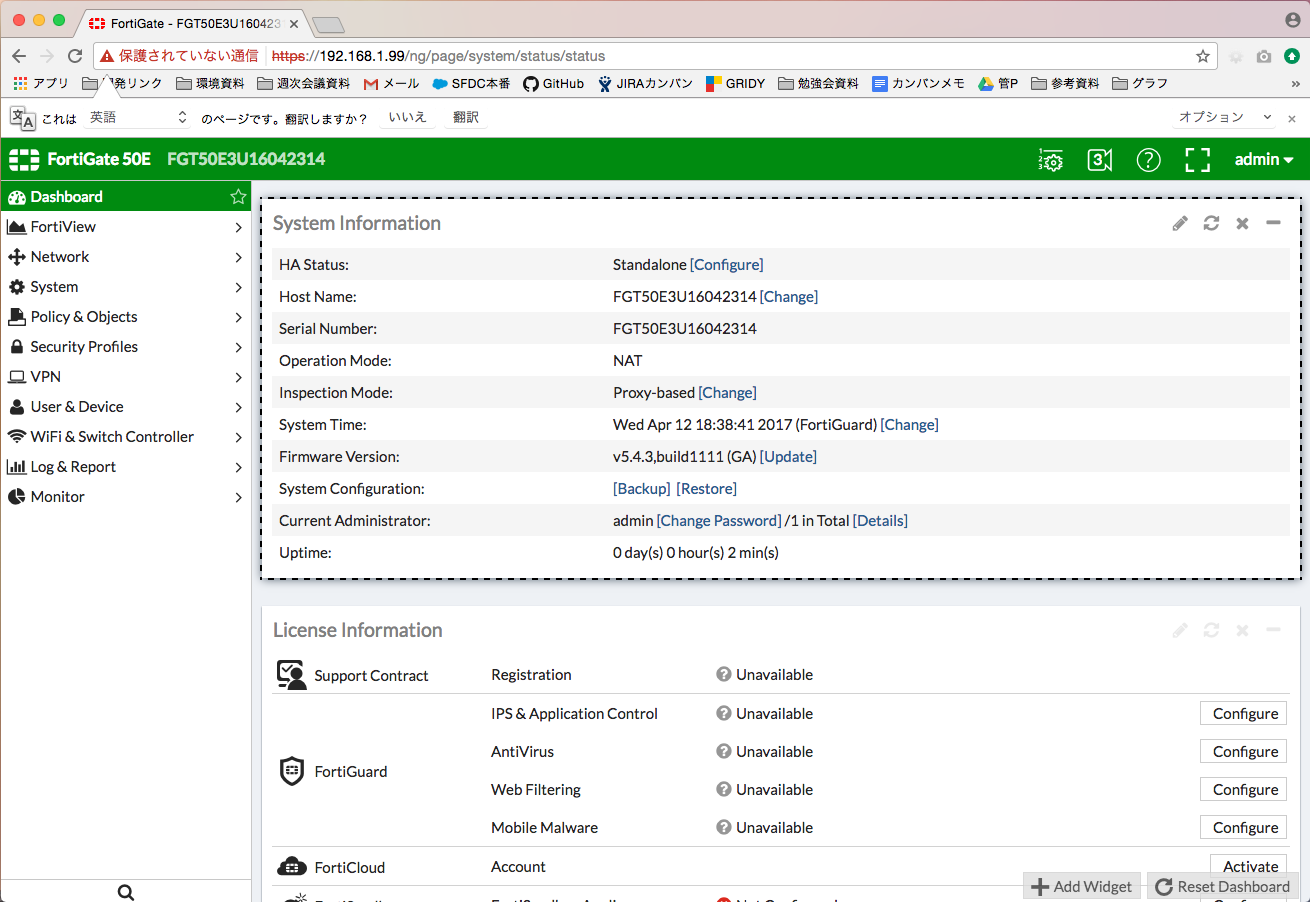 FortiGate - FGT50E3U160423
保護されていない通信 https://192.168.1.99/ng/page/system/status/status
アプリ 発リンク 環境資料 週次会議資料 メール SFDC本番 GitHub JIRAカンバン GRIDY 勉強会資料 カンバンメモ 管P 参考資料 グラフ »
これは 英語 のページです。翻訳しますか？ いいえ 翻訳 オプション
FortiGate 50E FGT50E3U16042314 admin
Dashboard
FortiView
Network
System
Policy & Objects
Security Profiles
VPN
User & Device
WiFi & Switch Controller
Log & Report
Monitor
System Information
HA Status: Standalone [Configure]
Host Name: FGT50E3U16042314 [Change]
Serial Number: FGT50E3U16042314
Operation Mode: NAT
Inspection Mode: Proxy-based [Change]
System Time: Wed Apr 12 18:38:41 2017 (FortiGuard) [Change]
Firmware Version: v5.4.3,build1111 (GA) [Update]
System Configuration: [Backup] [Restore]
Current Administrator: admin [Change Password] /1 in Total [Details]
Uptime: 0 day(s) 0 hour(s) 2 min(s)
License Information
Support Contract Registration Unavailable
IPS & Application Control Unavailable Configure
AntiVirus Unavailable Configure
FortiGuard
Web Filtering Unavailable Configure
Mobile Malware Unavailable Configure
FortiCloud Account Activate
Add Widget Reset Dashboard